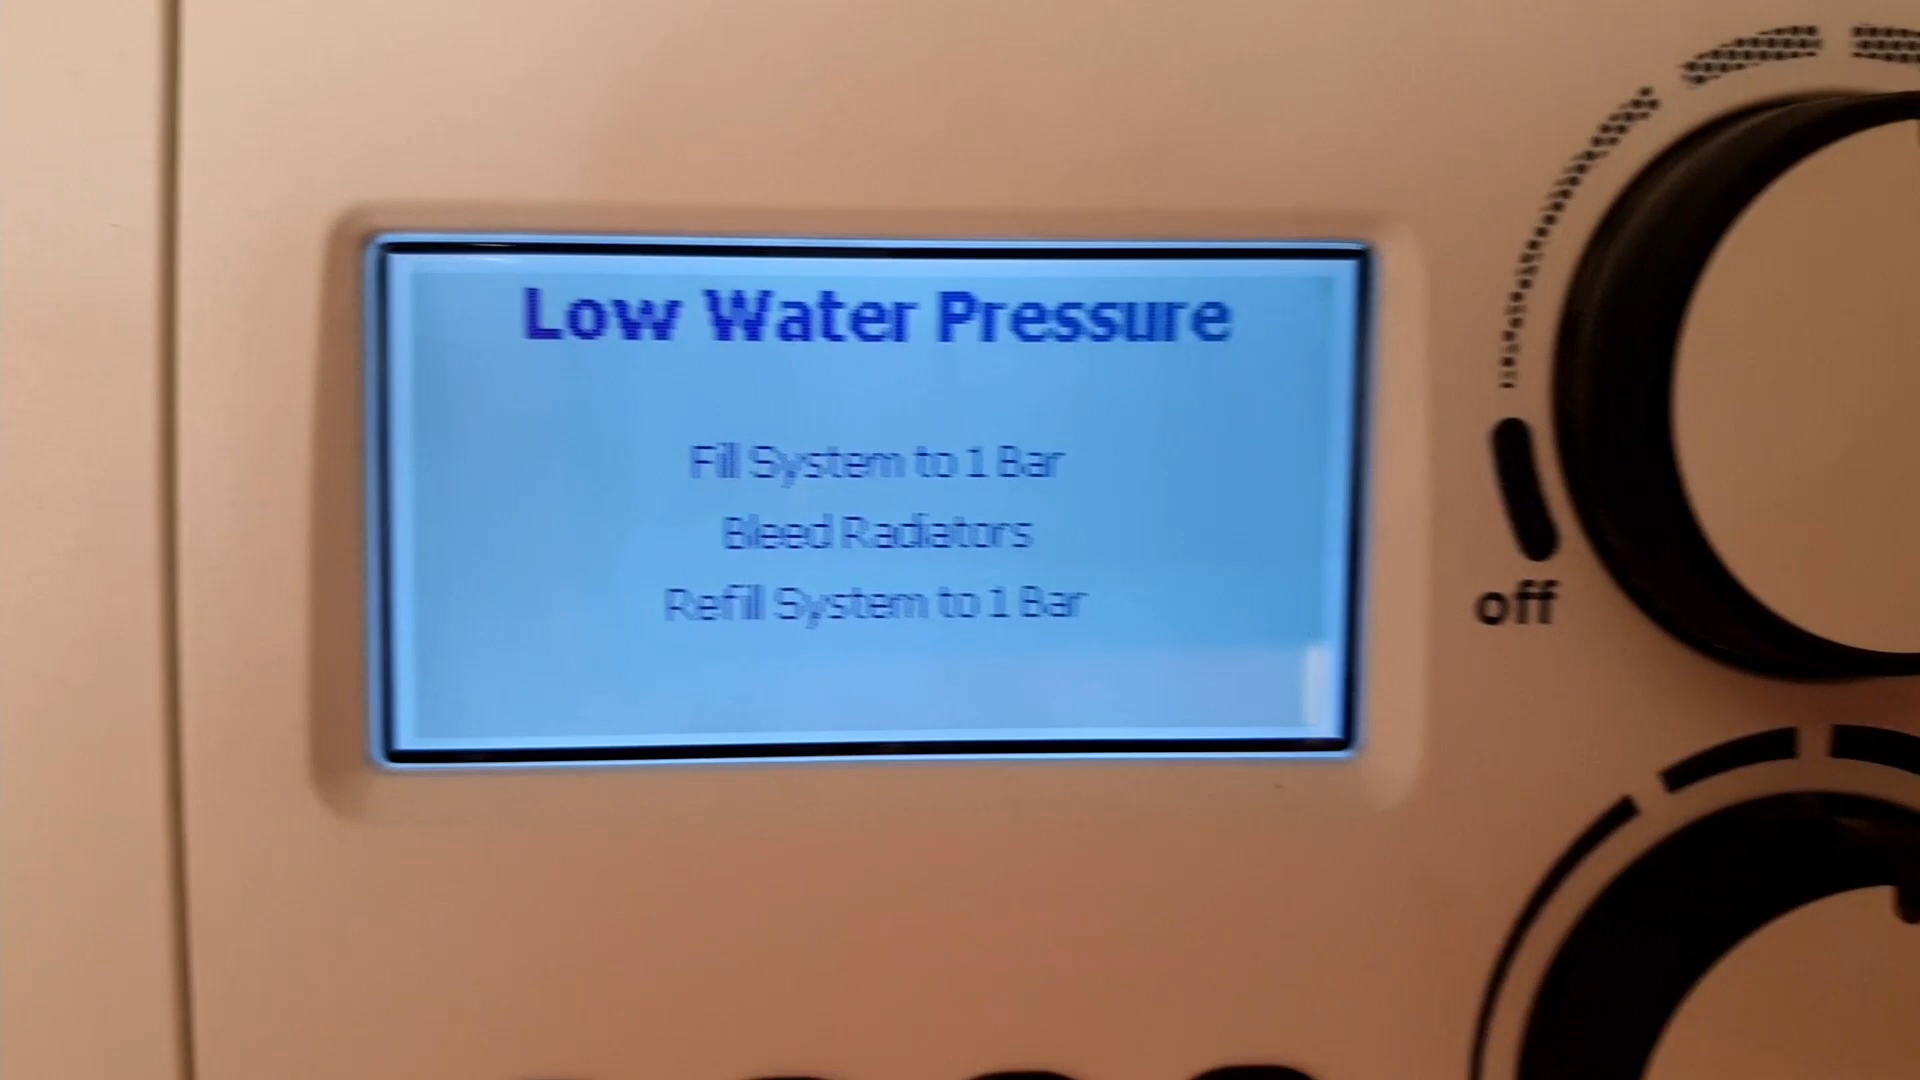 Low Water Pressure
Fill System to 1 Bar
Bleed Radiators
Refill System to 1 Bar
off